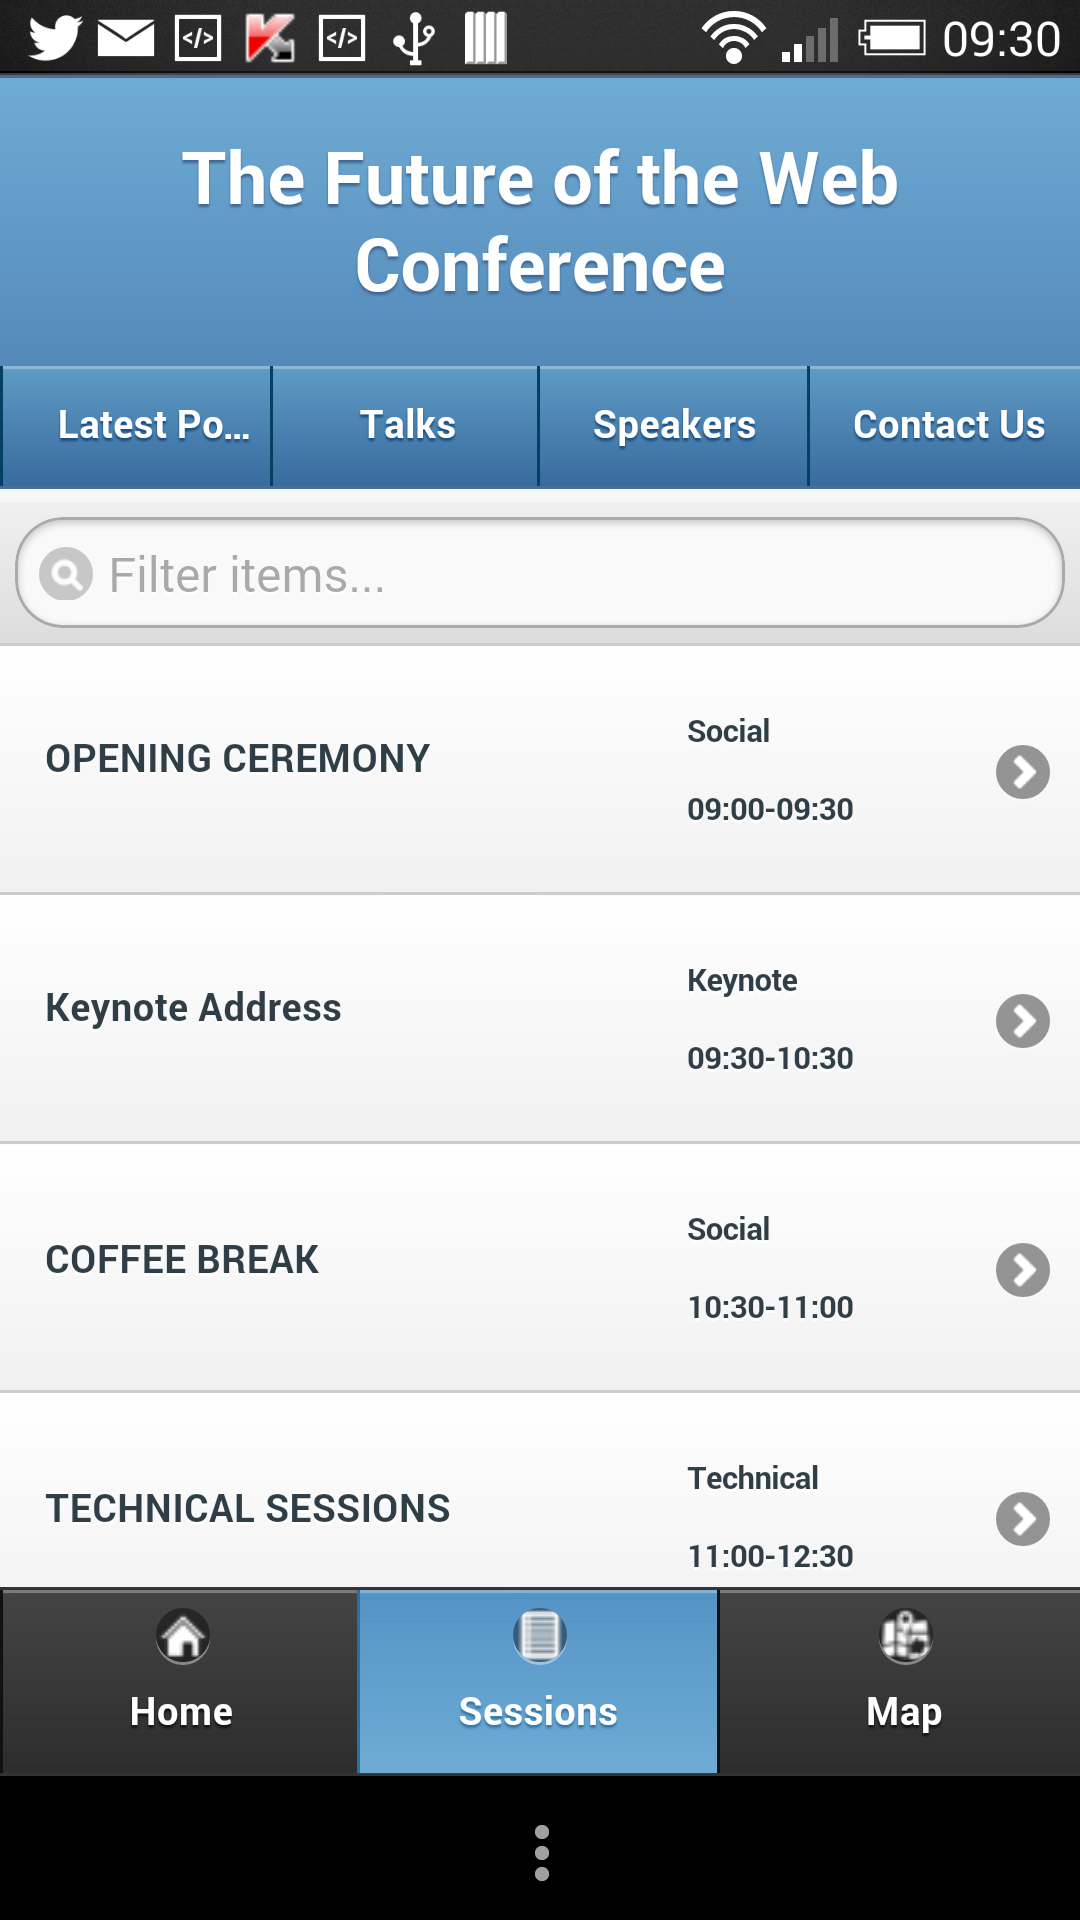 09:30
The Future of the Web
Conference
Latest Po... Talks Speakers Contact Us
Filter items...
OPENING CEREMONY
Social
09:00-09:30
Keynote Address
Keynote
09:30-10:30
COFFEE BREAK
Social
10:30-11:00
TECHNICAL SESSIONS
Technical
11:00-12:30
Home Sessions Map